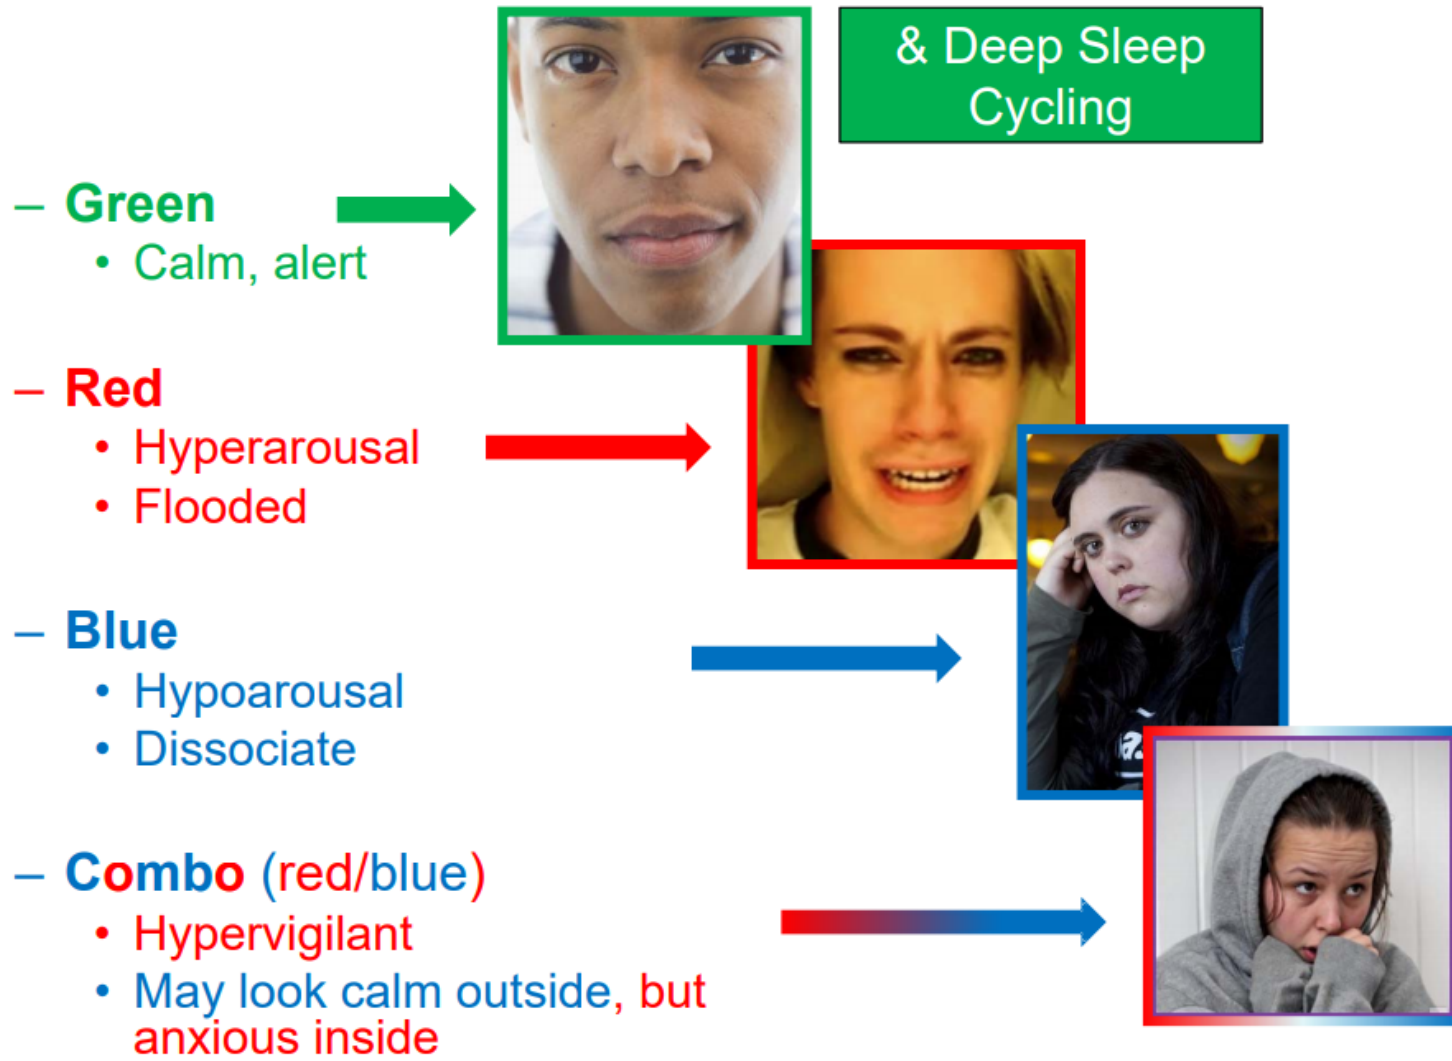 & Deep Sleep
Cycling
– Green
• Calm, alert
– Red
• Hyperarousal
• Flooded
– Blue
• Hypoarousal
• Dissociate
– Combo (red/blue)
• Hypervigilant
• May look calm outside, but
anxious inside